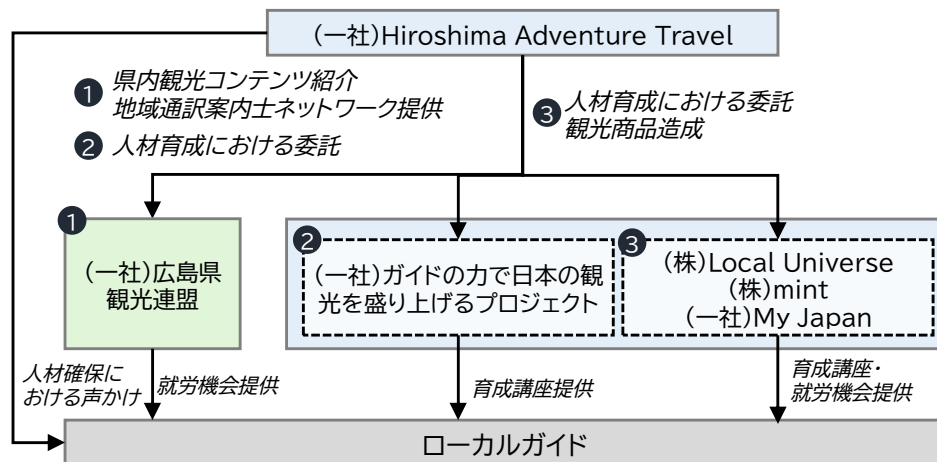 (一社)Hiroshima Adventure Travel
1 県内観光コンテンツ紹介
地域通訳案内士ネットワーク提供
2 人材育成における委託
3 人材育成における委託
観光商品造成
1
(一社)広島県
観光連盟
2
(一社)ガイドの力で日本の観
光を盛り上げるプロジェクト
3
(株)Local Universe
(株)mint
(一社)My Japan
人材確保に
おける声かけ
就労機会提供
育成講座提供
育成講座・
就労機会提供
ローカルガイド